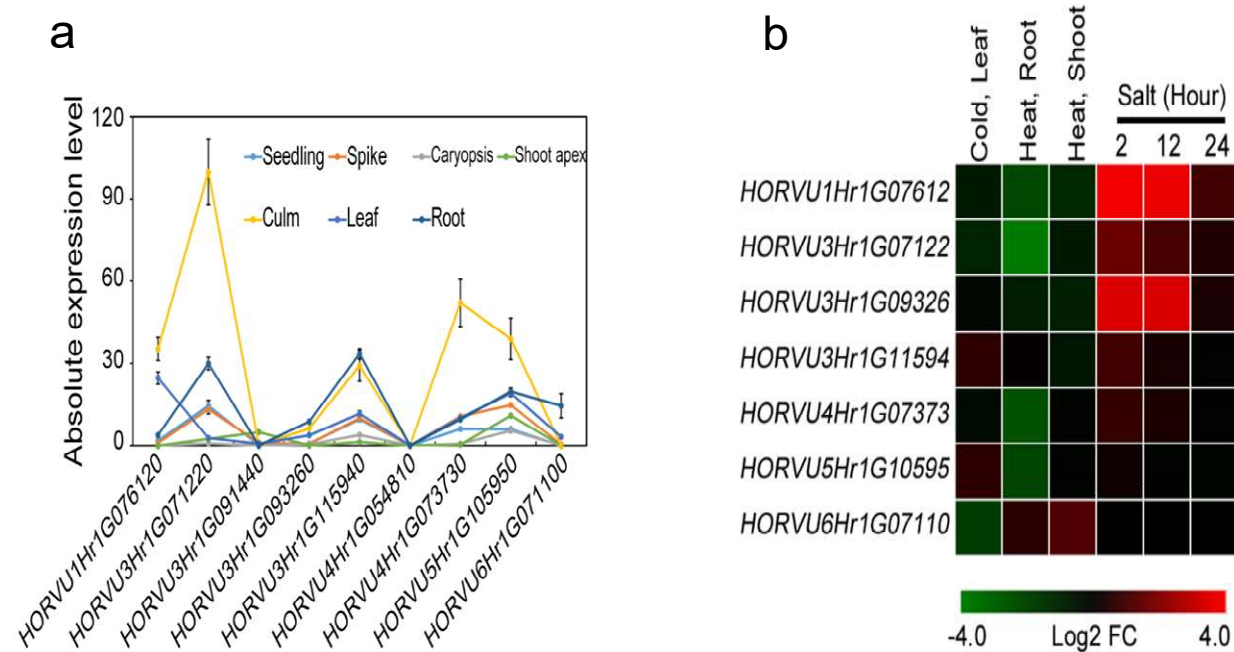 a
Absolute expression level
120
90
60
30
0
Seedling Spike Caryopsis Shoot apex
Culm Leaf Root
HORVU1Hr1G076120
HORVU3Hr1G071220
HORVU3Hr1G091440
HORVU3Hr1G093260
HORVU3Hr1G115940
HORVU4Hr1G054810
HORVU4Hr1G073730
HORVU5Hr1G105950
HORVU6Hr1G071100
b
Cold, Leaf
Heat, Root
Heat, Shoot
Salt (Hour)
2 12 24
HORVU1Hr1G07612
HORVU3Hr1G07122
HORVU3Hr1G09326
HORVU3Hr1G11594
HORVU4Hr1G07373
HORVU5Hr1G10595
HORVU6Hr1G07110
-4.0 Log2 FC 4.0